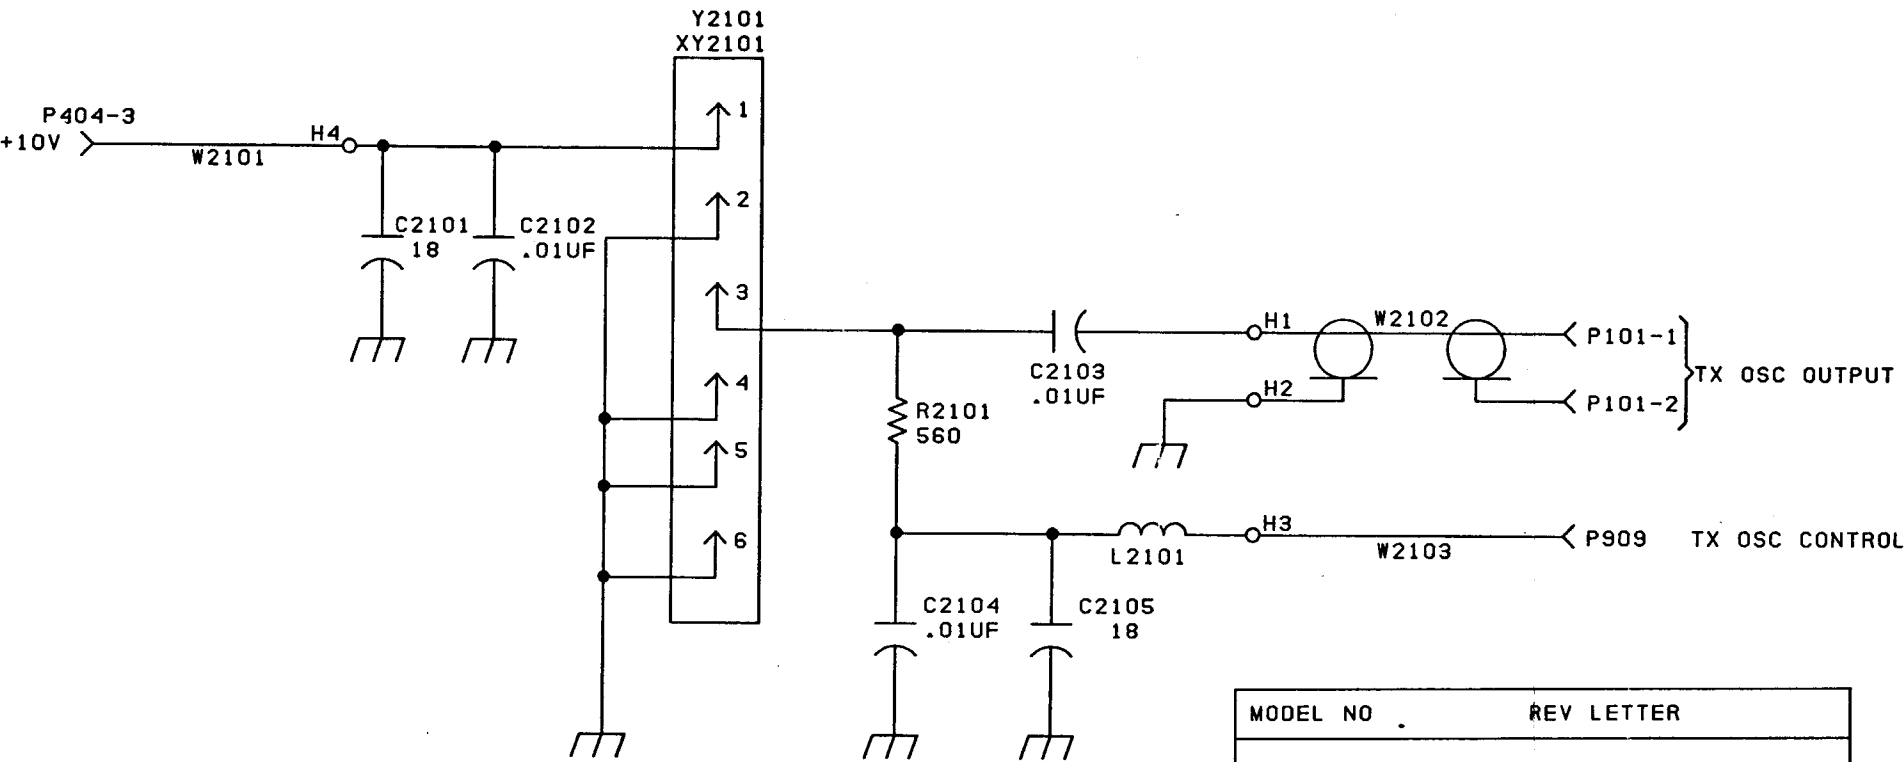 Y2101
XY2101
P404-3
+10V
W2101
H4
C2101
18
C2102
.01UF
1
2
3
4
5
6
C2103
.01UF
R2101
560
H1
W2102
P101-1
H2
P101-2
TX OSC OUTPUT
L2101
H3
W2103
P909
TX OSC CONTROL
C2104
.01UF
C2105
18
MODEL NO .
REV LETTER